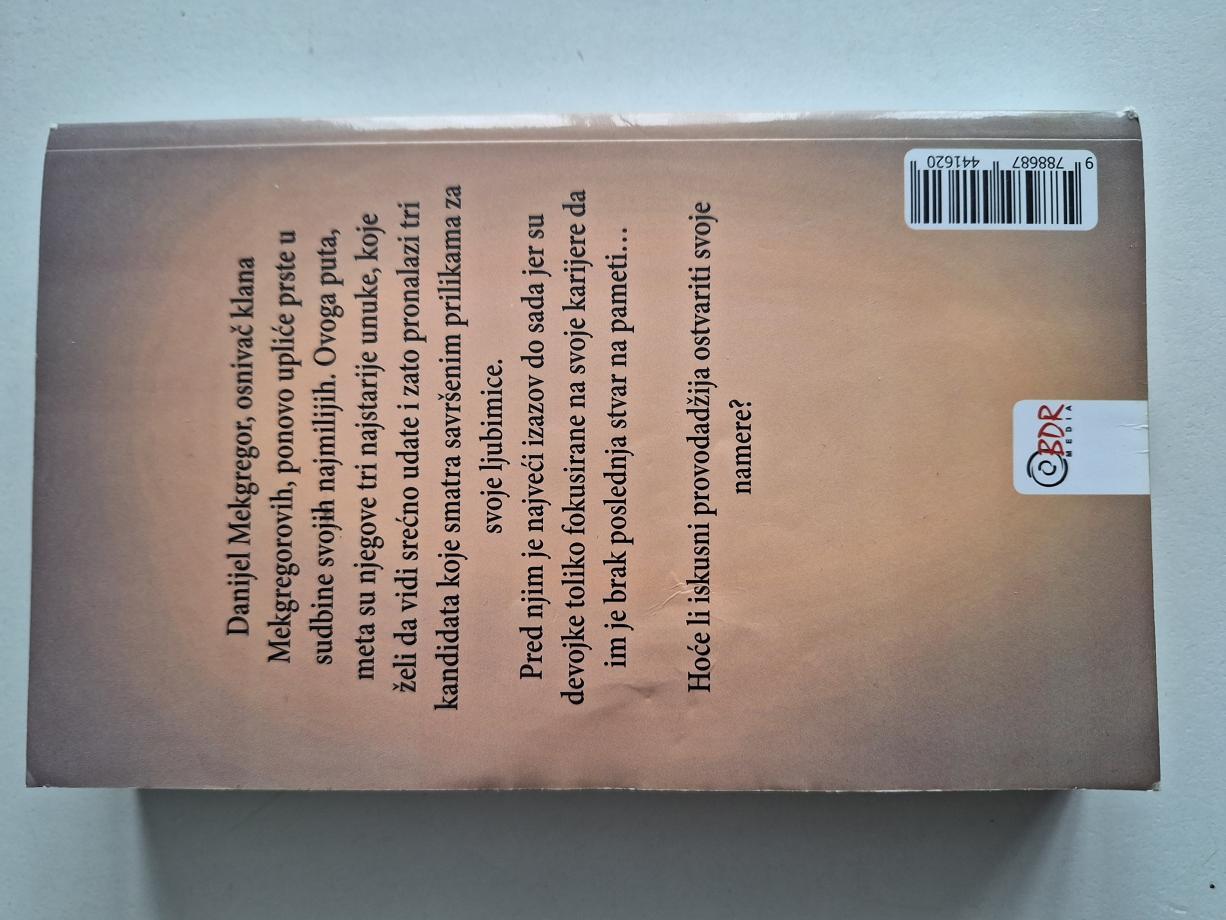 Danijel Mekgregor, osnivač klana
Mekgregorovih, ponovo upliće prste u
sudbine svojih najmilijih. Ovoga puta,
meta su njegove tri najstarije unuke, koje
želi da vidi srećno udate i zato pronalazi tri
kandidata koje smatra savršenim prilikama za
svoje ljubimice.
Pred njim je najveći izazov do sada jer su
devojke toliko fokusirane na svoje karijere da
im je brak poslednja stvar na pameti...
Hoće li iskusni provodadžija ostvariti svoje
namere?
BDR
MEDIA
9 788687 441620